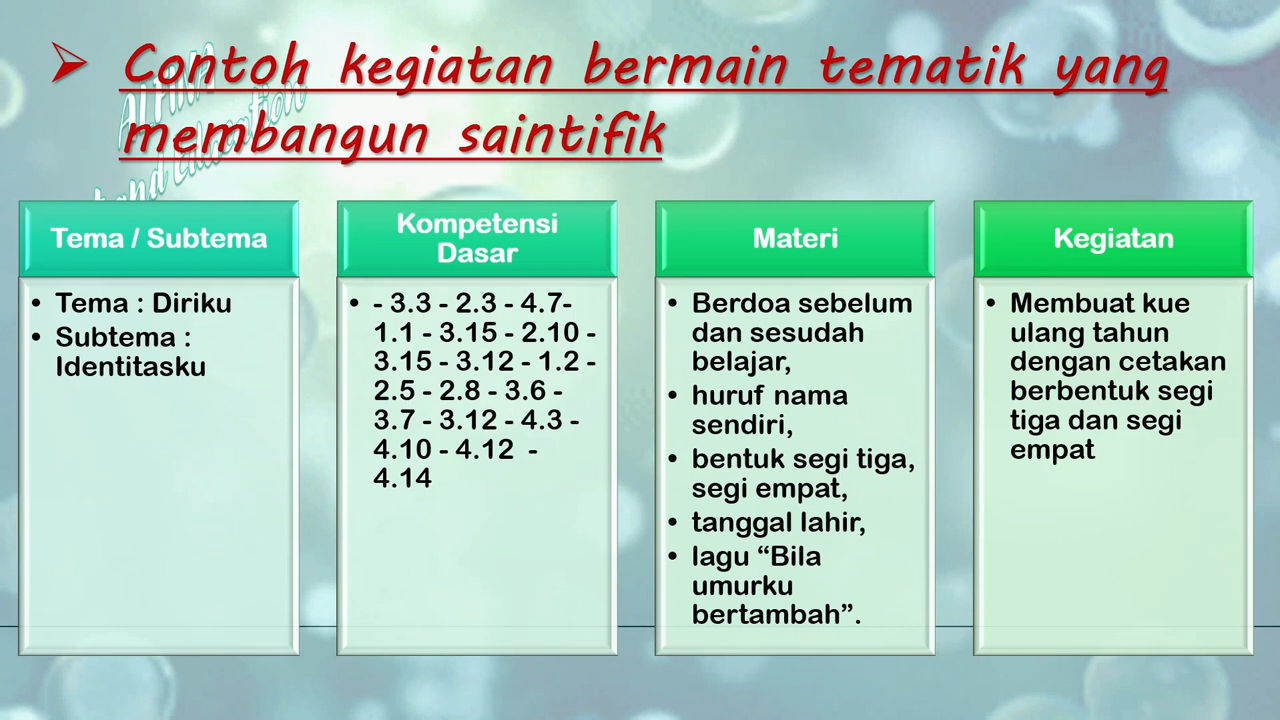 Contoh kegiatan bermain tematik yang
membangun saintifik
ALPINA
and Education
Tema / Subtema
• Tema : Diriku
• Subtema :
Identitasku
Kompetensi
Dasar
• - 3.3 - 2.3 - 4.7-
1.1 - 3.15 - 2.10 -
3.15 - 3.12 - 1.2 -
2.5 - 2.8 - 3.6 -
3.7 - 3.12 - 4.3 -
4.10 - 4.12 -
4.14
Materi
• Berdoa sebelum
dan sesudah
belajar,
• huruf nama
sendiri,
• bentuk segi tiga,
segi empat,
• tanggal lahir,
• lagu “Bila
umurku
bertambah”.
Kegiatan
• Membuat kue
ulang tahun
dengan cetakan
berbentuk segi
tiga dan segi
empat